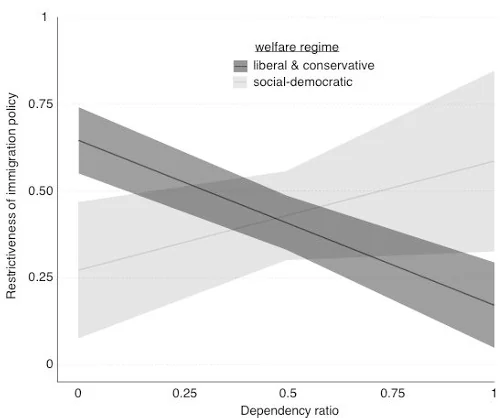 1
welfare regime
liberal & conservative
social-democratic
0.75
0.50
0.25
0
Restrictiveness of immigration policy
0 0.25 0.5 0.75 1
Dependency ratio